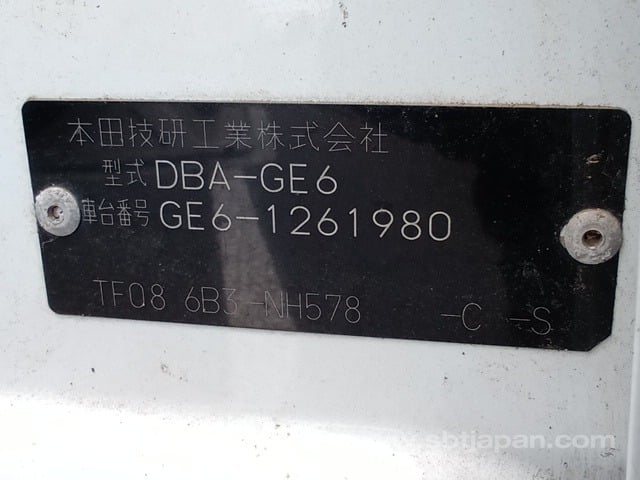 本田技研工業株式会社
型式 DBA-GE6
車台番号 GE6-1261980
TF08 6B3-NH578 -C -S
sbtjapan.com